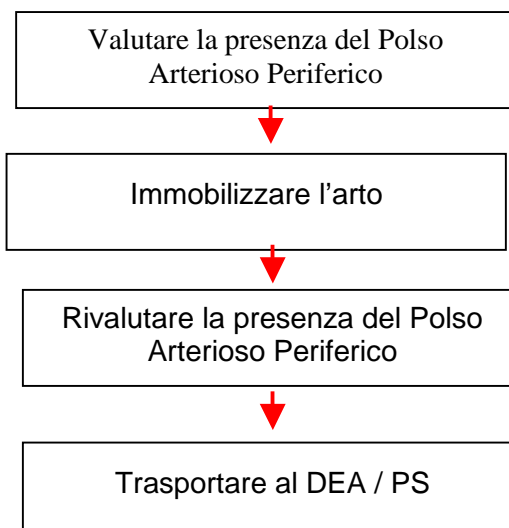 Valutare la presenza del Polso
Arterioso Periferico
Immobilizzare l'arto
Rivalutare la presenza del Polso
Arterioso Periferico
Trasportare al DEA / PS